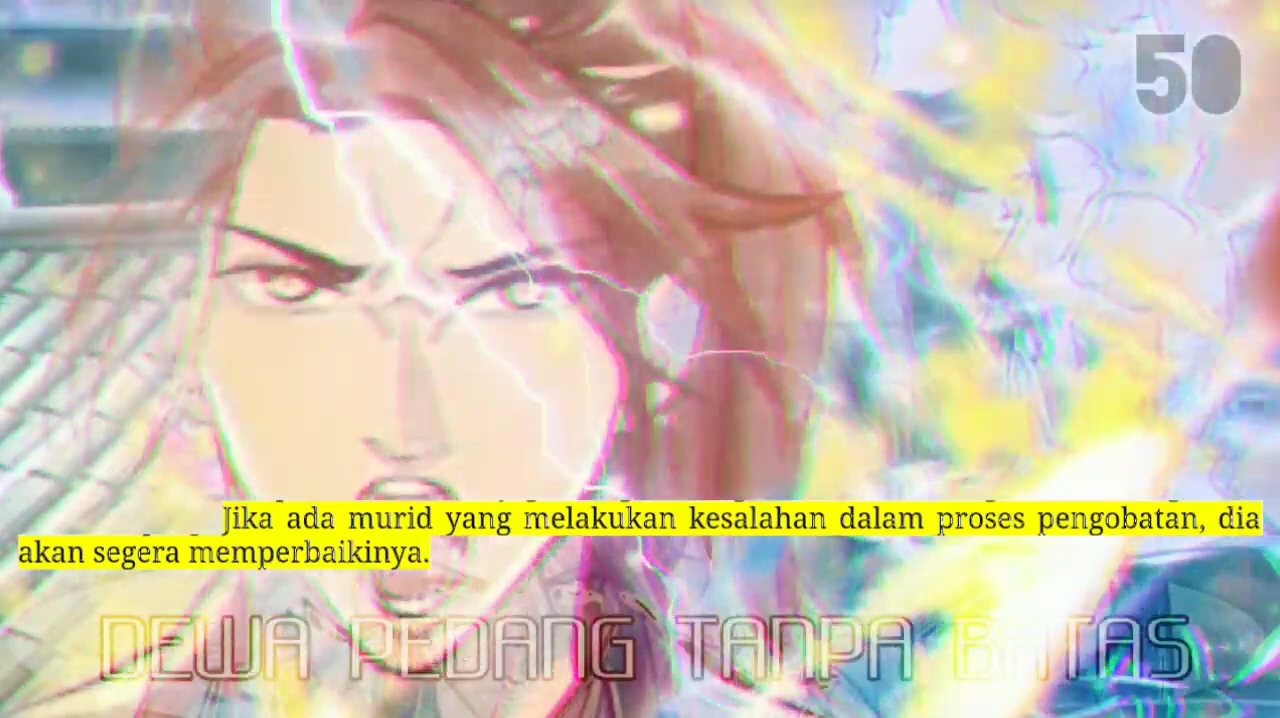 50
Jika ada murid yang melakukan kesalahan dalam proses pengobatan, dia
akan segera memperbaikinya.
DEWA PEDANG TANPA BATAS